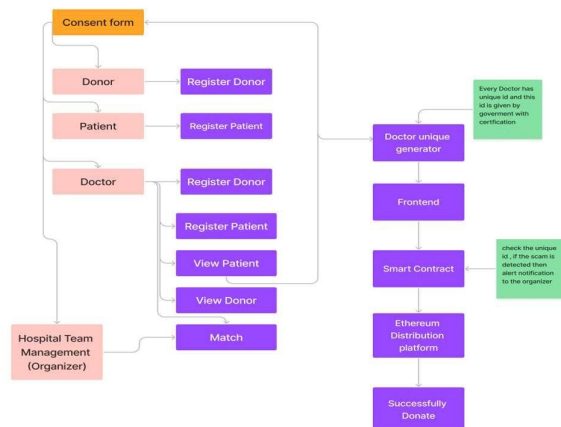 Consent form
Donor
Register Donor
Patient
Register Patient
Doctor
Register Donor
Register Patient
View Patient
View Donor
Hospital Team
Management
(Organizer)
Match
Every Doctor has
unique id and this
id is given by
goverment with
certfication
Doctor unique
generator
Frontend
Smart Contract
check the unique
id , if the scam is
detected then
alert notification
to the organizer
Ethereum
Distribution
platform
Successfully
Donate